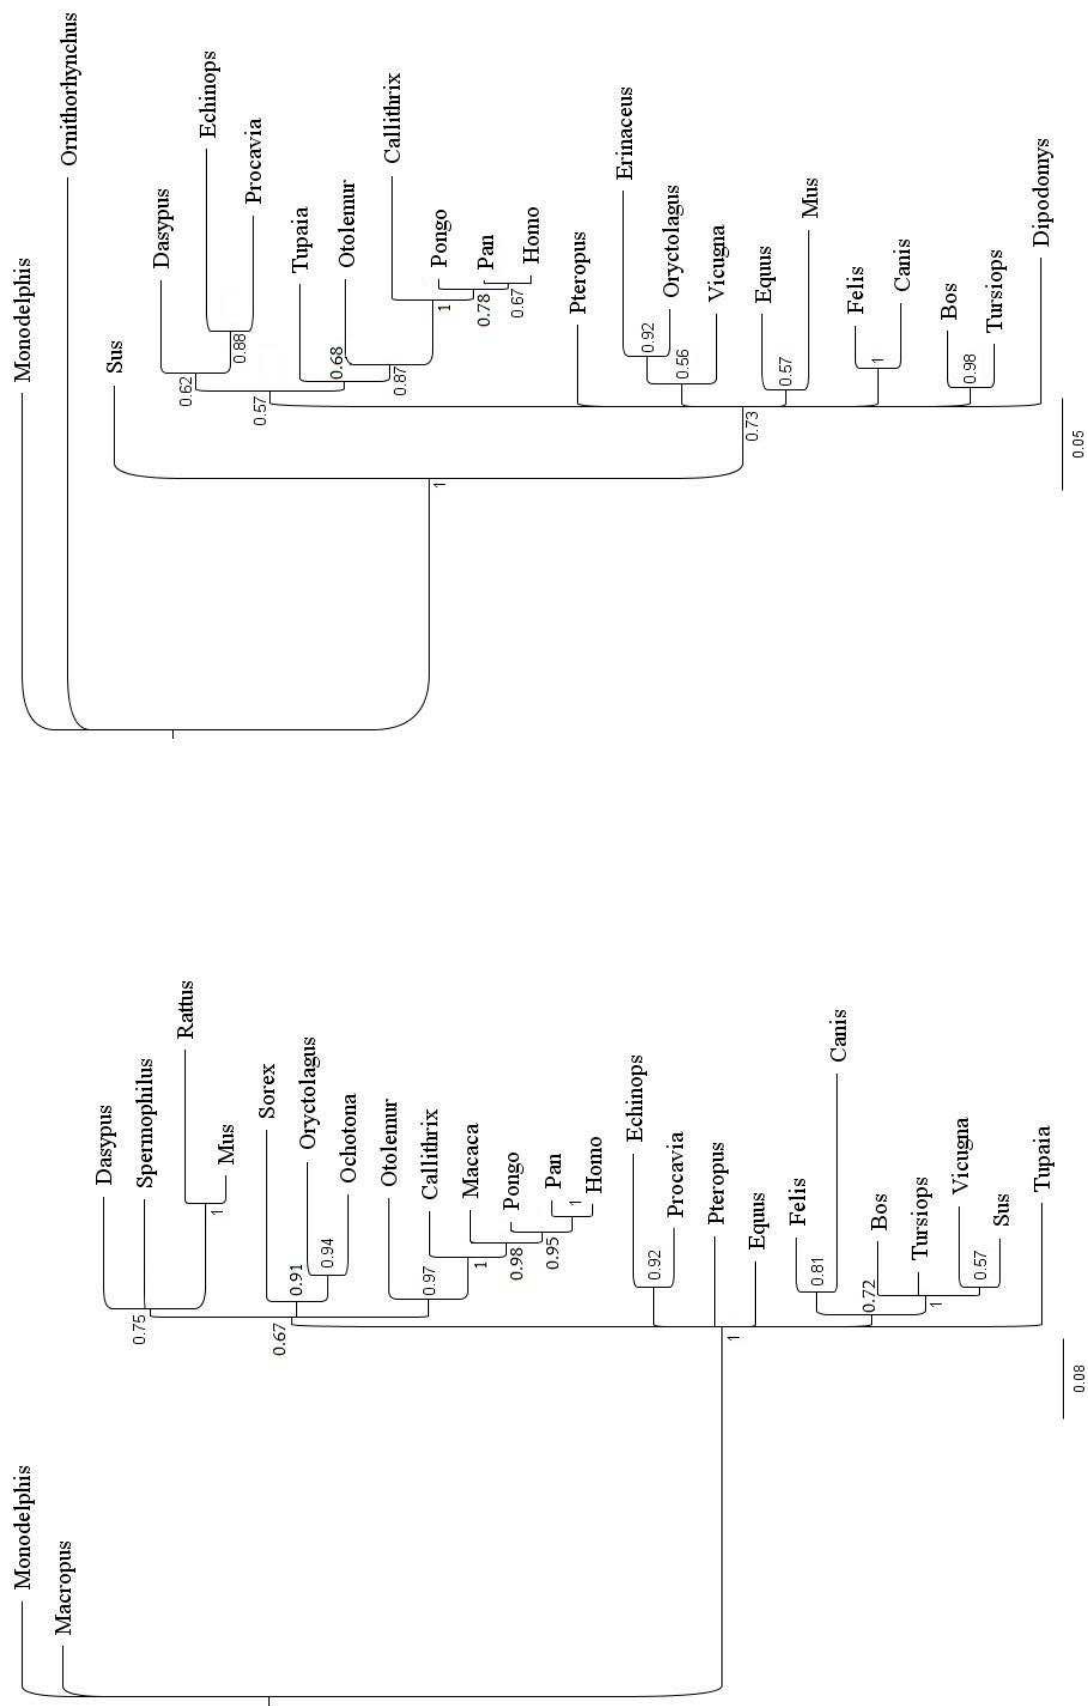 Monodelphis
Ornithorhynchus
Sus
Dasypus
Echinops
Procavia
0.88
0.62
Tupaia
Otolemur
Callithrix
Pongo
Pan
Homo
0.67
0.78
1
0.87
0.68
0.57
Pteropus
Erinaceus
Oryctolagus
0.92
Vicugna
0.56
Equus
Mus
0.57
Felis
Canis
1
Bos
Tursiops
0.98
Dipodomys
0.73
1
0.05
Monodelphis
Macropus
Dasypus
Spermophilus
Rattus
Mus
1
0.75
Sorex
Oryctolagus
Ochotona
0.94
0.91
Otolemur
Callithrix
Macaca
Pongo
Pan
Homo
1
0.95
0.98
1
0.97
0.67
Echinops
Procavia
0.92
Pteropus
Equus
Felis
Canis
0.81
Bos
Tursiops
Vicugna
Sus
0.57
1
0.72
Tupaia
1
0.08